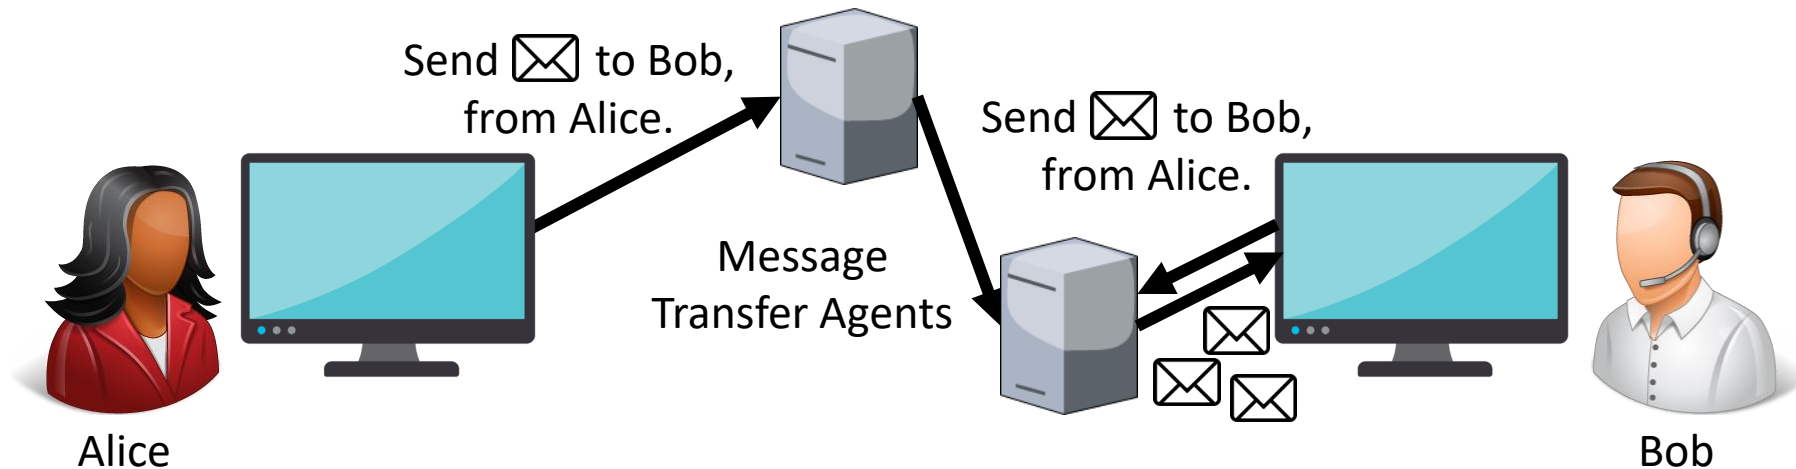 Send to Bob,
from Alice.
Send to Bob,
from Alice.
Message
Transfer Agents
Alice
Bob